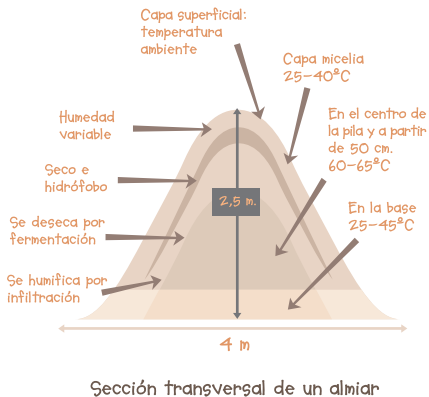 Capa superficial:
temperatura
ambiente
Capa micelia
25-40ºC
Humedad
variable
En el centro de
la pila y a partir
de 50 cm.
60-65ºC
Seco e
hidrófobo
2,5 m.
En la base
25-45ºC
Se deseca por
fermentación
Se humifica por
infiltración
4 m
Sección transversal de un almiar